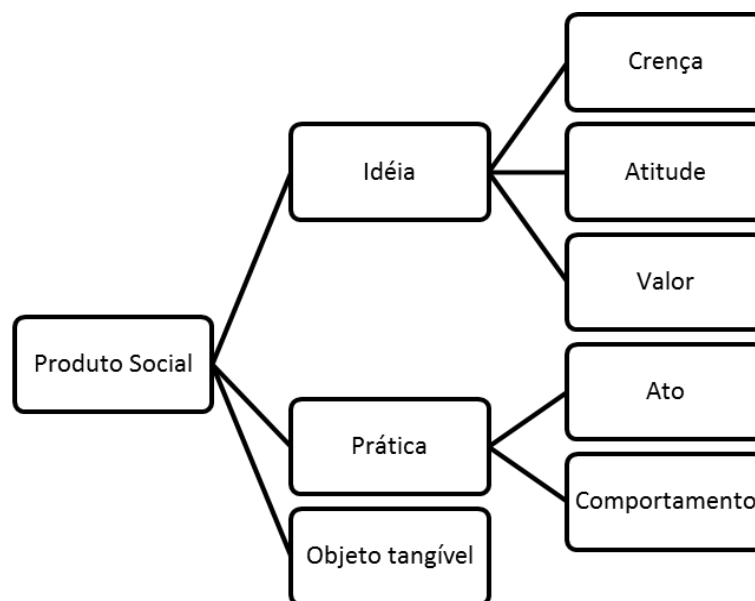 Produto Social
Idéia
Crença
Atitude
Valor
Prática
Ato
Comportamento
Objeto tangível